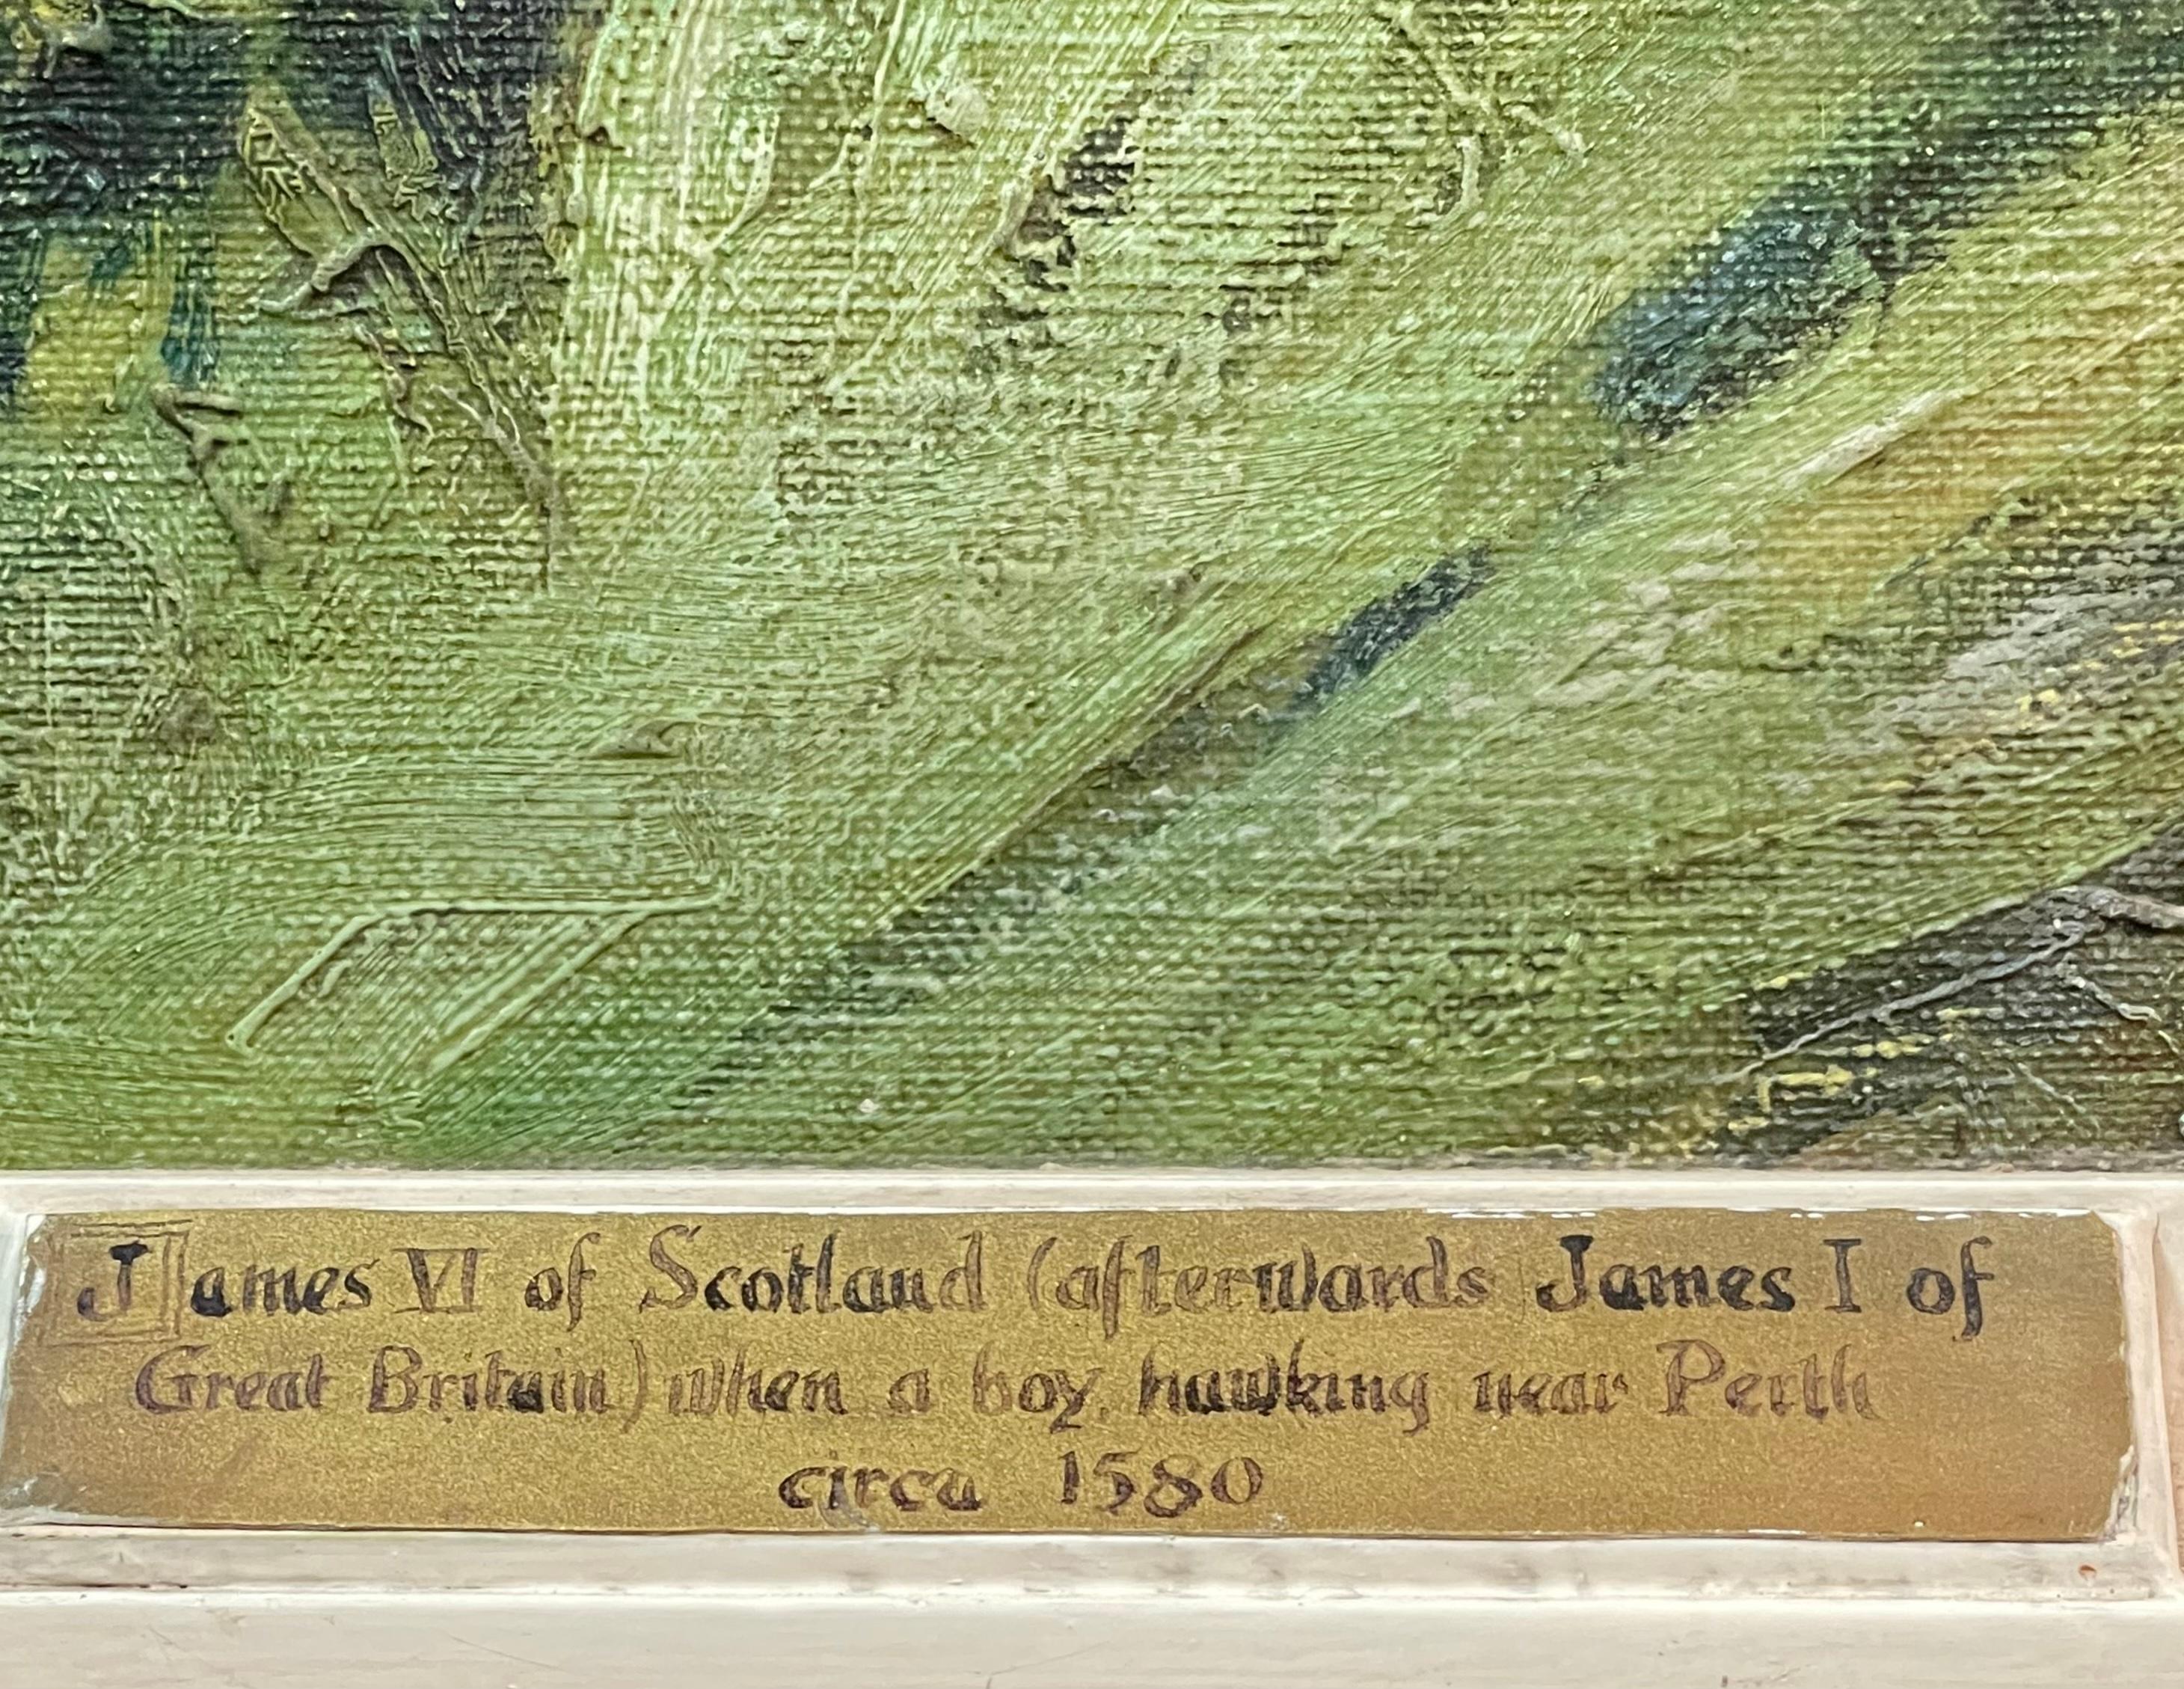 James VI of Scotland (afterwards James I of
Great Britain) when a boy, hawking near Perth
circa 1580